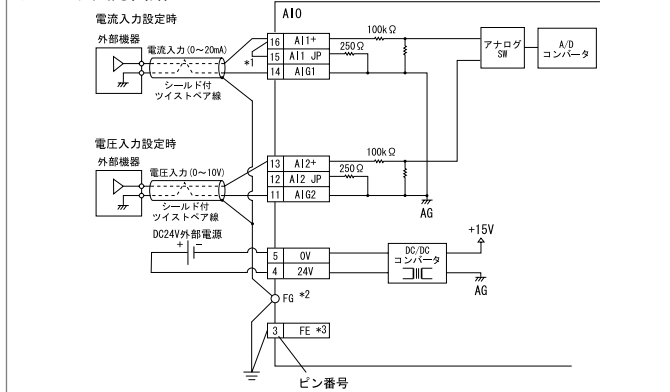 電流入力設定時
AIO
外部機器
電流入力(0～20mA)
シールド付
ツイストペア線
*1
16 AI1+
15 AI1 JP
14 AIG1
100kΩ
250Ω
アナログ
SW
A/D
コンバータ
電圧入力設定時
外部機器
電圧入力(0～10V)
シールド付
ツイストペア線
13 AI2+
12 AI2 JP
11 AIG2
100kΩ
250Ω
AG
DC24V外部電源
+ -
5 0V
4 24V
DC/DC
コンバータ
+15V
AG
FG *2
3 FE *3
ピン番号